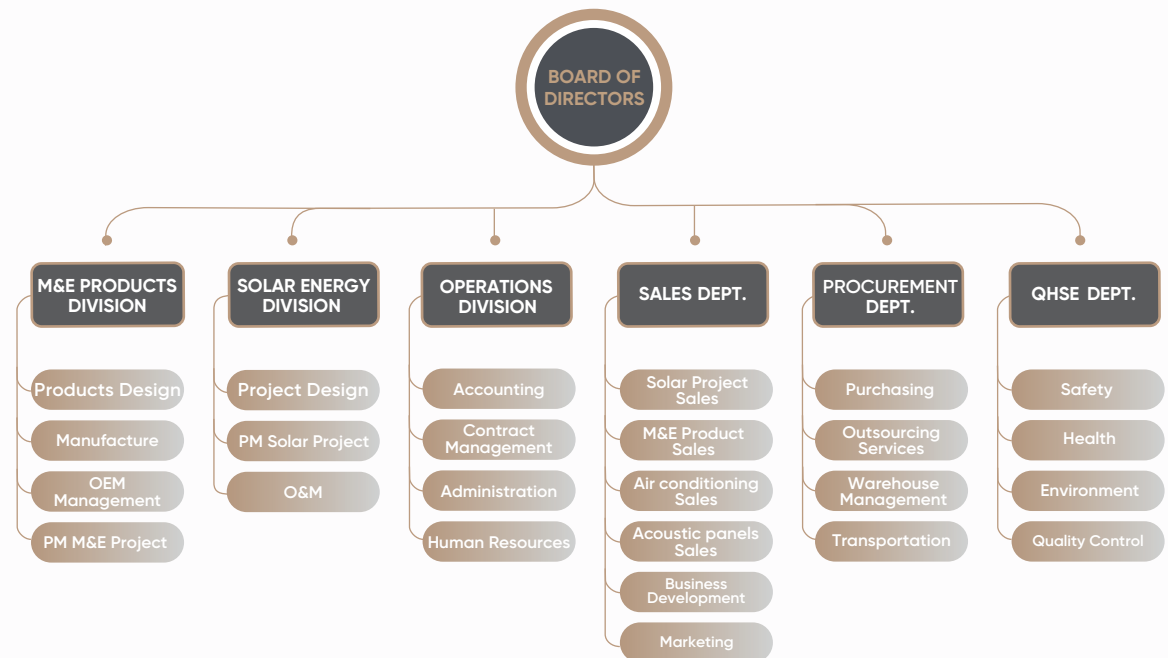 BOARD OF
DIRECTORS
M&E PRODUCTS
DIVISION
SOLAR ENERGY
DIVISION
OPERATIONS
DIVISION
SALES DEPT.
PROCUREMENT
DEPT.
QHSE DEPT.
Products Design
Manufacture
OEM
Management
PM M&E Project
Project Design
PM Solar Project
O&M
Accounting
Contract
Management
Administration
Human Resources
Solar Project
Sales
M&E Product
Sales
Air conditioning
Sales
Acoustic panels
Sales
Business
Development
Marketing
Purchasing
Outsourcing
Services
Warehouse
Management
Transportation
Safety
Health
Environment
Quality Control